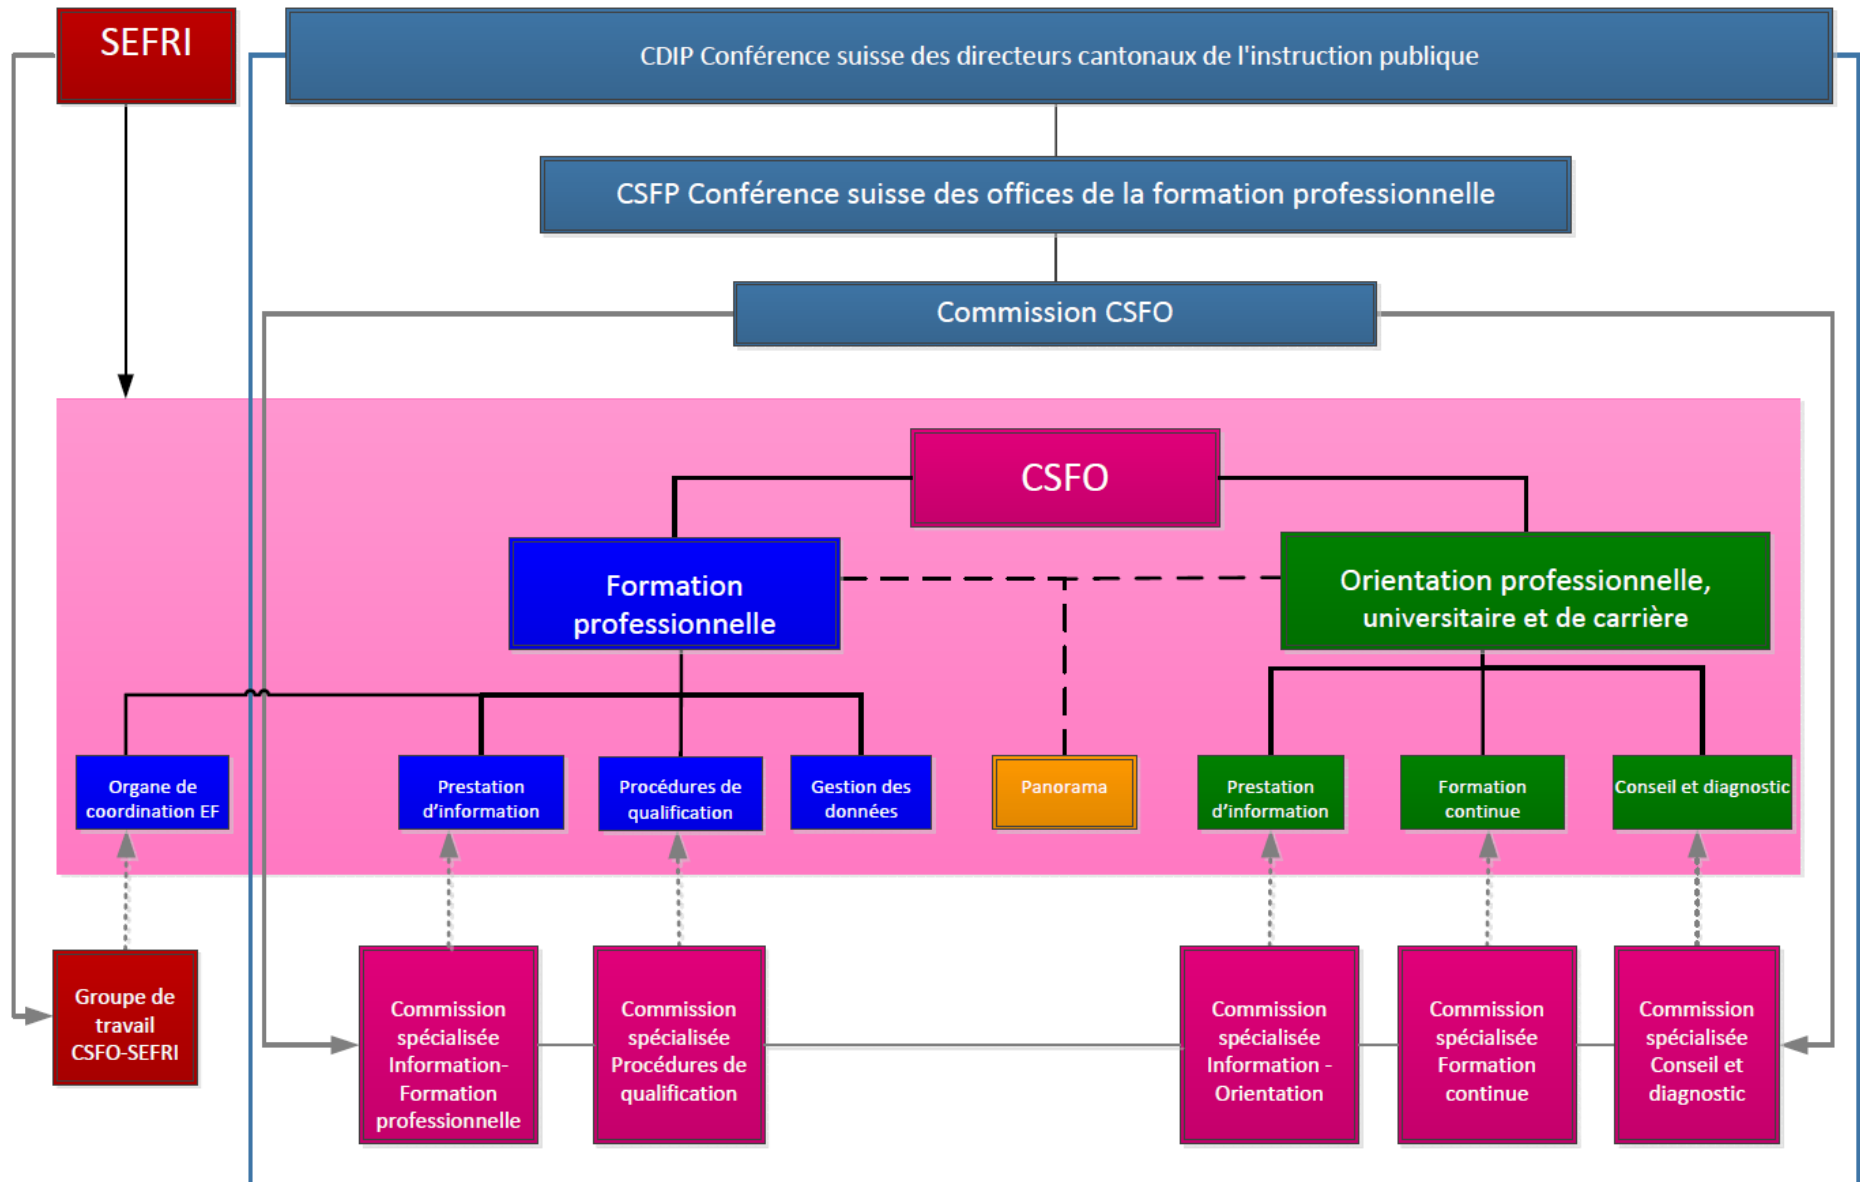 SEFRI
CDIP Conférence suisse des directeurs cantonaux de l'instruction publique
CSFP Conférence suisse des offices de la formation professionnelle
Commission CSFO
CSFO
Formation
professionnelle
Orientation professionnelle,
universitaire et de carrière
Organe de
coordination EF
Prestation
d’information
Procédures de
qualification
Gestion des
données
Panorama
Prestation
d’information
Formation
continue
Conseil et diagnostic
Groupe de
travail
CSFO-SEFRI
Commission
spécialisée
Information-
Formation
professionnelle
Commission
spécialisée
Procédures de
qualification
Commission
spécialisée
Information -
Orientation
Commission
spécialisée
Formation
continue
Commission
spécialisée
Conseil et
diagnostic